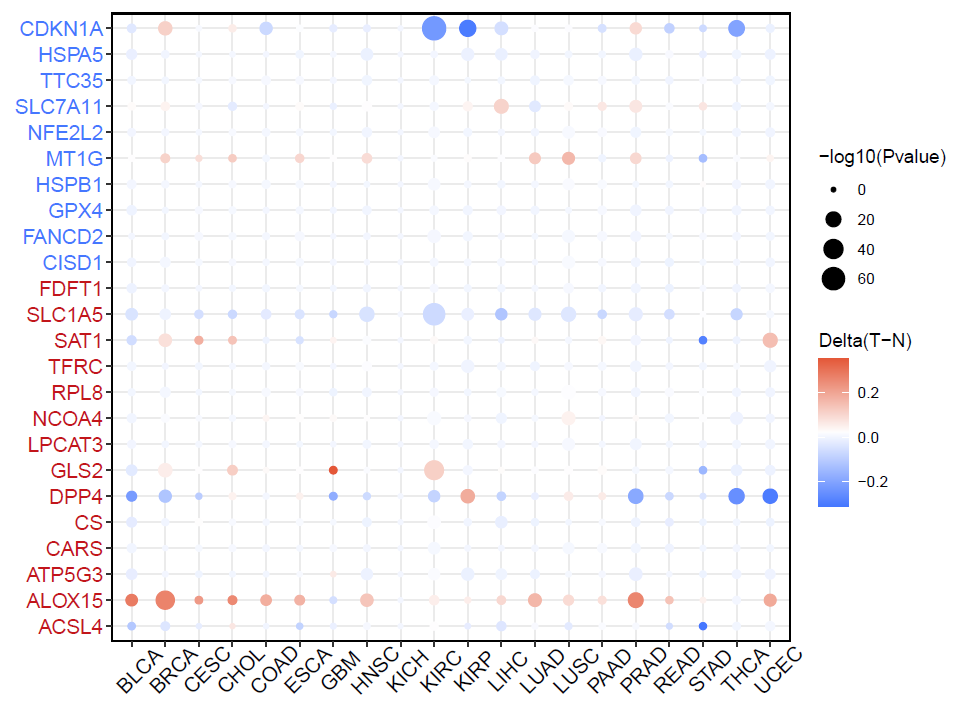 CDKN1A
HSPA5
TTC35
SLC7A11
NFE2L2
MT1G
HSPB1
GPX4
FANCD2
CISD1
FDFT1
SLC1A5
SAT1
TFRC
RPL8
NCOA4
LPCAT3
GLS2
DPP4
CS
CARS
ATP5G3
ALOX15
ACSL4
BLCA
BRCA
CESC
CHOL
COAD
ESCA
GBM
HNSC
KICH
KIRC
KIRP
LIHC
LUAD
LUSC
PAAD
PRAD
READ
STAD
THCA
UCEC
−log10(Pvalue)
0
20
40
60
Delta(T−N)
0.2
0.0
−0.2